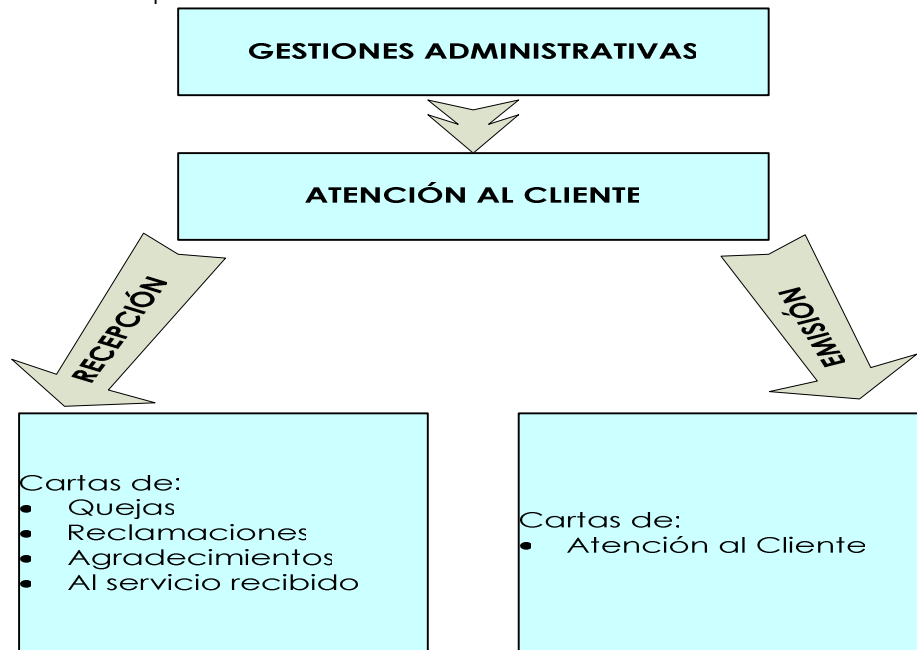 GESTIONES ADMINISTRATIVAS
ATENCIÓN AL CLIENTE
RECEPCIÓN
EMISIÓN
Cartas de:
• Quejas
• Reclamaciones
• Agradecimientos
• Al servicio recibido
Cartas de:
• Atención al Cliente